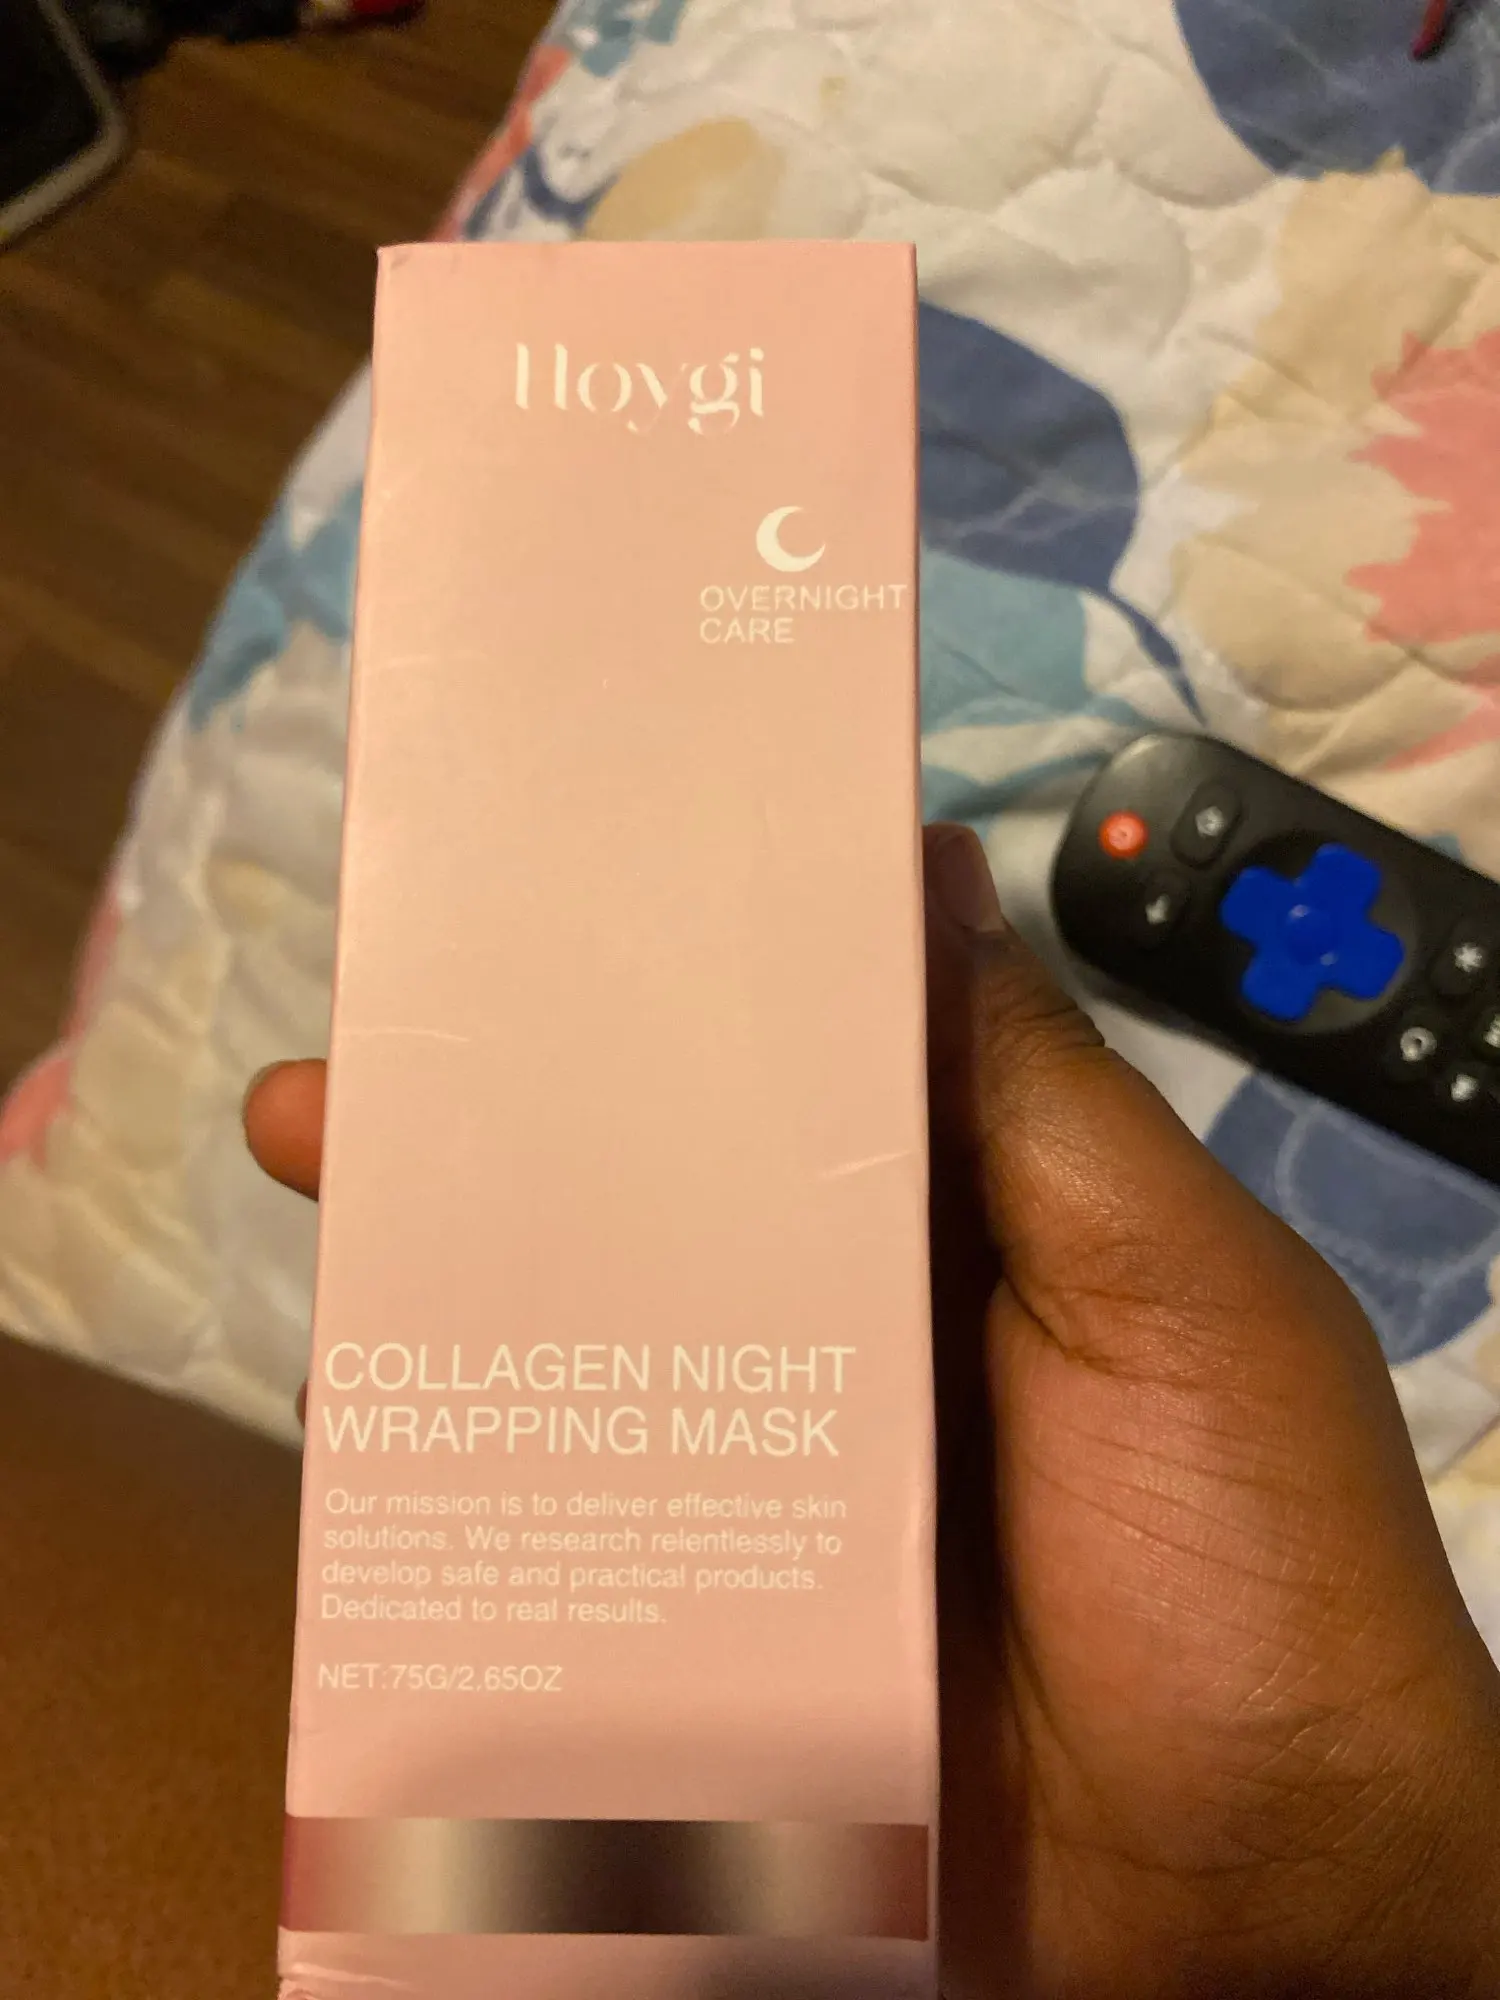 Hoygi
OVERNIGHT
CARE
COLLAGEN NIGHT
WRAPPING MASK
Our mission is to deliver effective skin
solutions. We research relentlessly to
develop safe and practical products.
Dedicated to real results.
NET:75G/2.65OZ